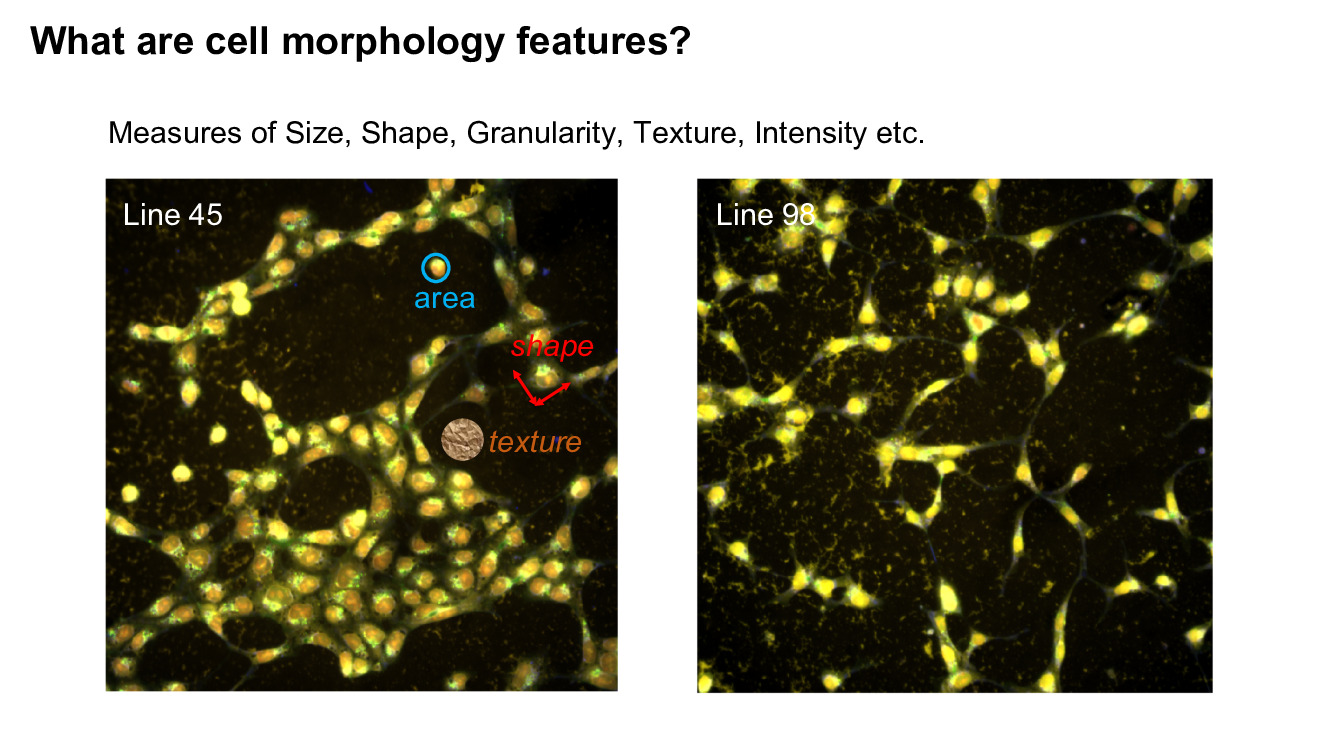 What are cell morphology features?
Measures of Size, Shape, Granularity, Texture, Intensity etc.
Line 45
area
shape
texture
Line 98